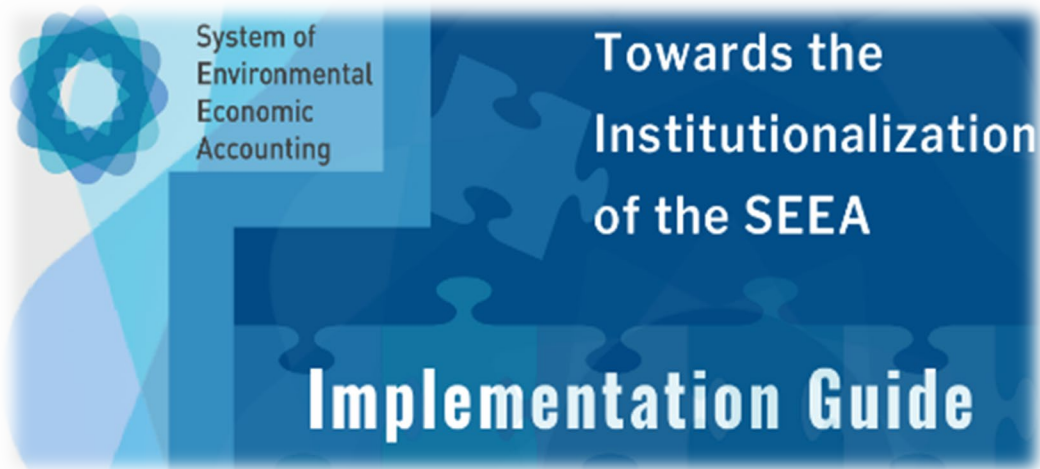 System of
Environmental
Economic
Accounting
Towards the
Institutionalization
of the SEEA
Implementation Guide